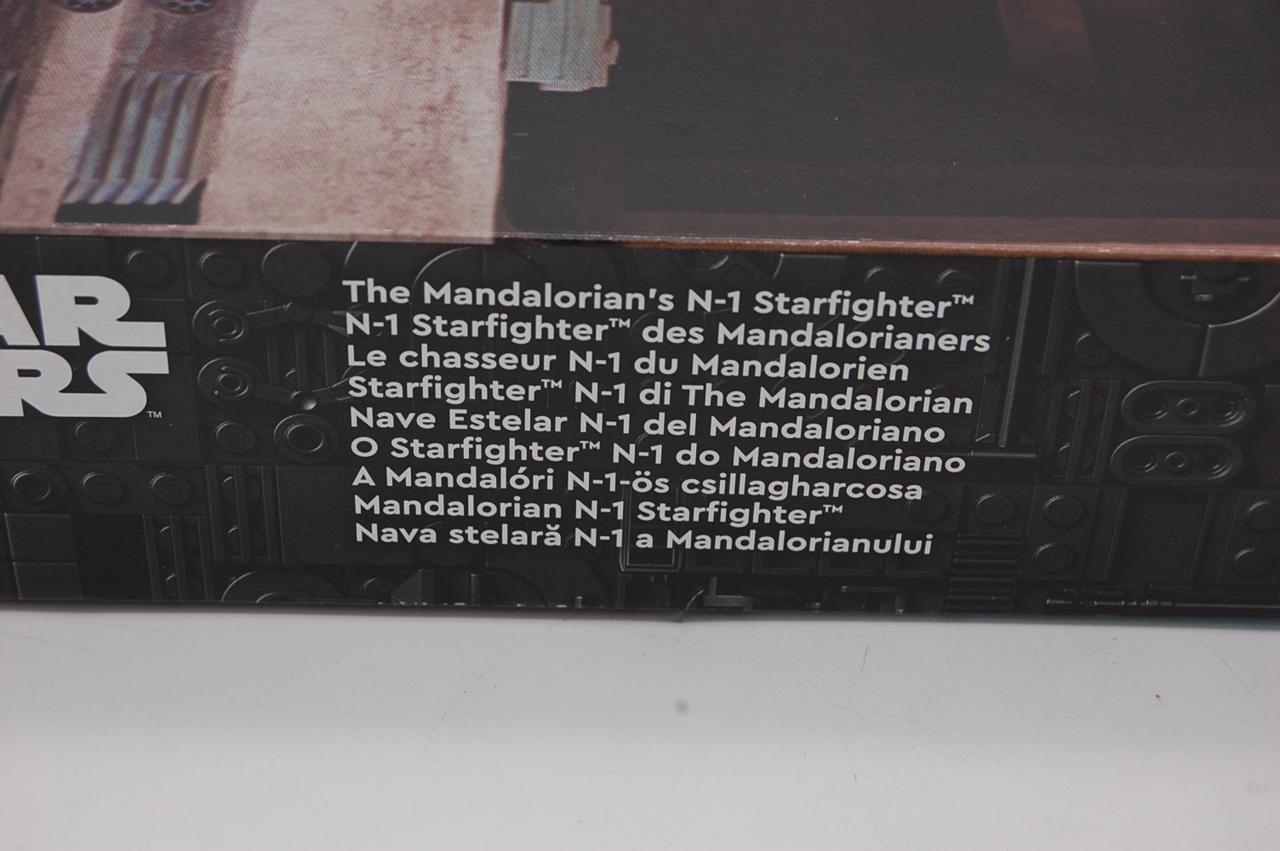 AR
RS™
The Mandalorian's N-1 Starfighter™
N-1 Starfighter™ des Mandalorianers
Le chasseur N-1 du Mandalorien
Starfighter™ N-1 di The Mandalorian
Nave Estelar N-1 del Mandaloriano
O Starfighter™ N-1 do Mandaloriano
A Mandalóri N-1-ös csillagharcosa
Mandalorian N-1 Starfighter™
Nava stelară N-1 a Mandalorianului